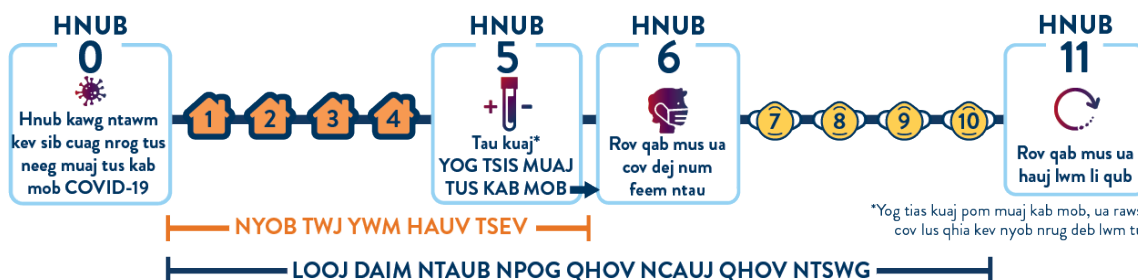 HNUB
0
Hnub kawg ntawm
kev sib cuag nrog tus
neeg muaj tus kab
mob COVID-19
1
2
3
4
HNUB
5
+ -
Tau kuaj*
YOG TSIS MUAJ
TUS KAB MOB
HNUB
6
Rov qab mus ua
cov dej num
feem ntau
7
8
9
10
HNUB
11
Rov qab mus ua
hauj lwm li qub
*Yog tias kuaj pom muaj kab mob, ua raws
cov lus qhia kev nyob nrug deb lwm
NYOB TWJ YWM HAUV TSEV
LOOJ DAIM NTAUB NPOG QHOV NCAUJ QHOV NTSWG